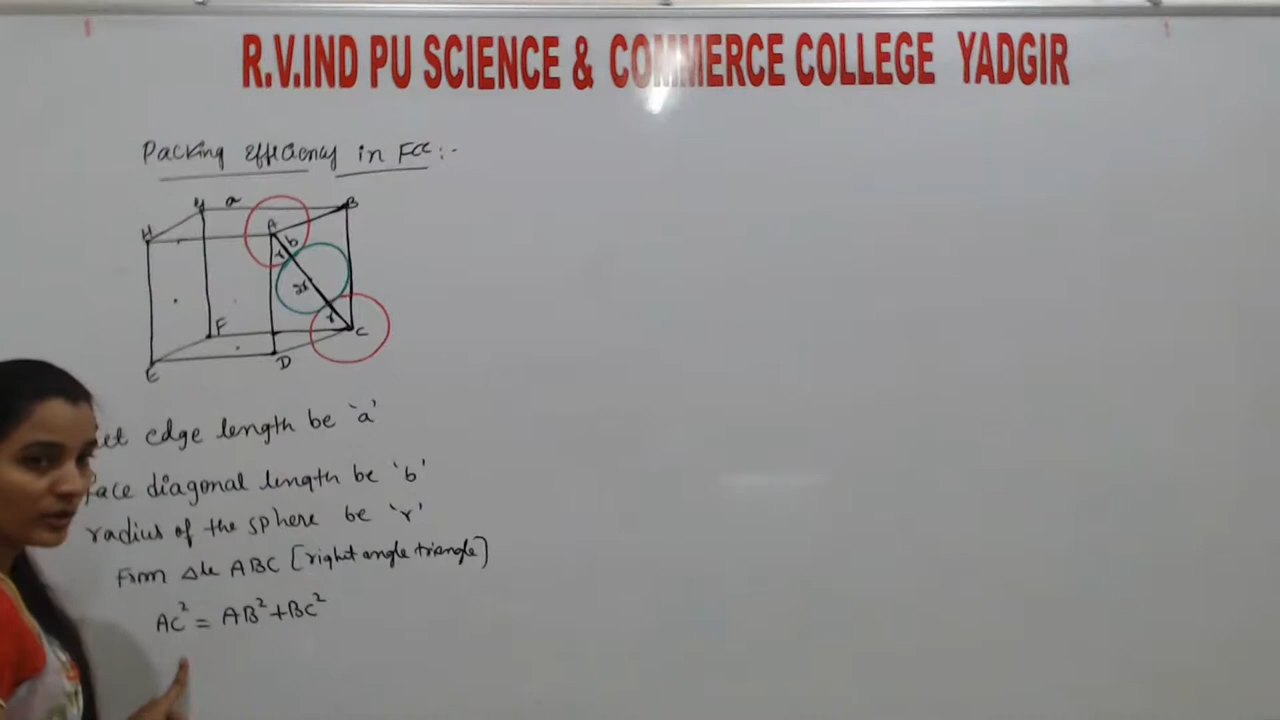 R.V.IND PU SCIENCE & COMMERCE COLLEGE YADGIR
Packing efficiency in FCC:-
a
B
H
A
b
r
2r
r
F
C
D
E
edge length be 'a'
face diagonal length be 'b'
radius of the sphere be 'r'
From Δle ABC [right angle triangle]
AC² = AB² + BC²